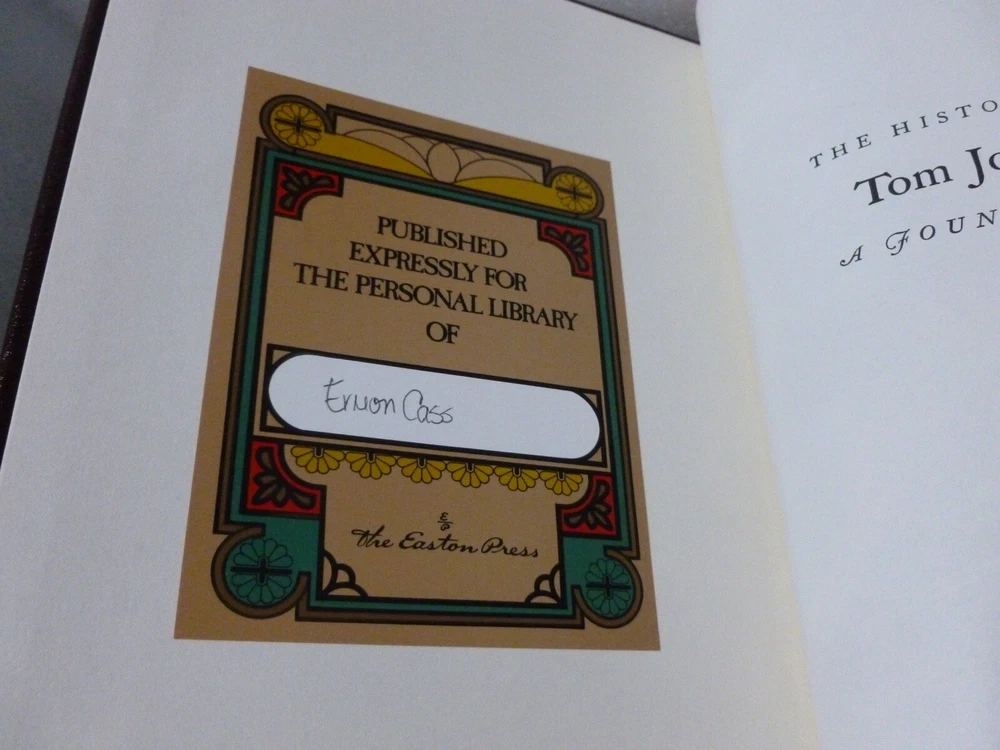 PUBLISHED
EXPRESSLY FOR
THE PERSONAL LIBRARY
OF
Ernon Cass
E
P
the Easton Press
THE HISTO
Tom Jo
A FOUN